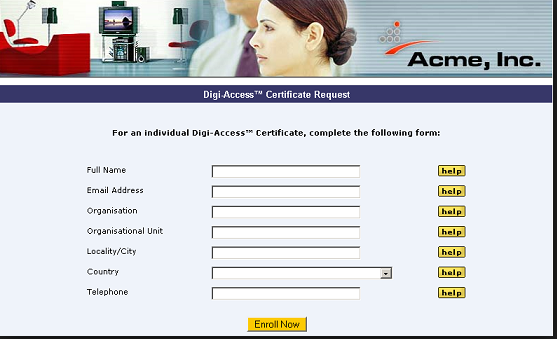 Acme, Inc.
Digi-Access™ Certificate Request
For an individual Digi-Access™ Certificate, complete the following form:
Full Name help
Email Address help
Organisation help
Organisational Unit help
Locality/City help
Country help
Telephone help
Enroll Now